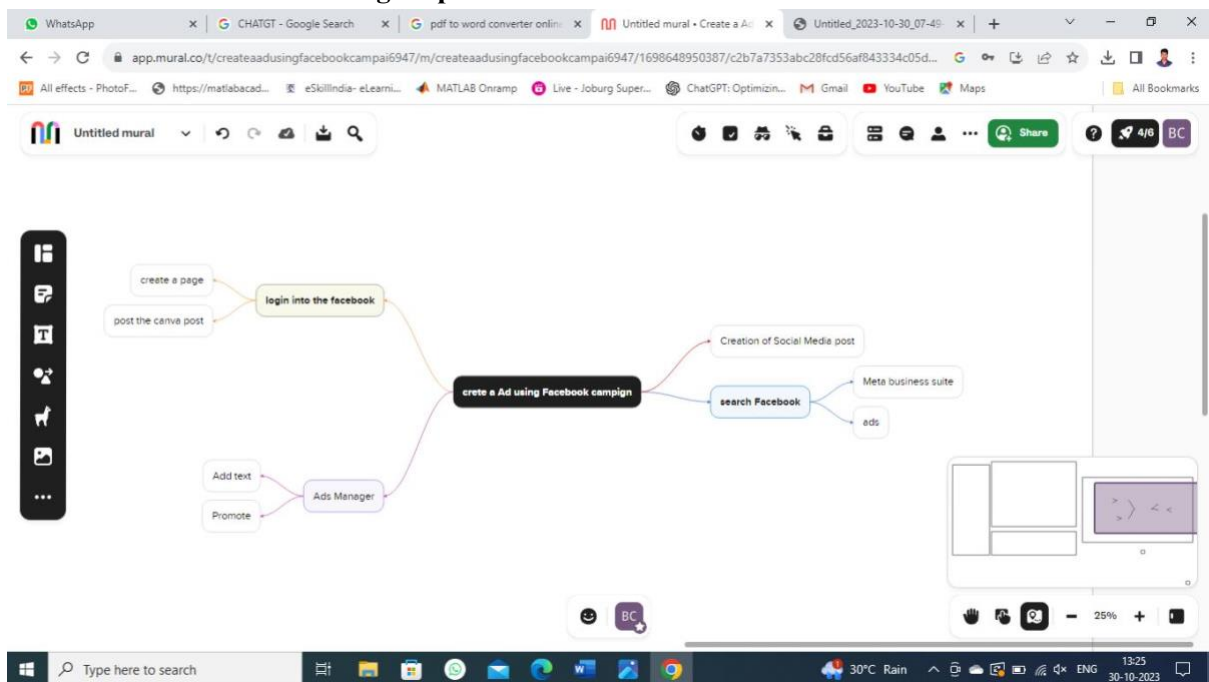 WhatsApp
CHATGT - Google Search
pdf to word converter online
Untitled mural • Create a Ad
Untitled_2023-10-30_07-49-
app.mural.co/t/createaadusingfacebookcampai6947/m/createaadusingfacebookcampai6947/1698648950387/c2b7a7353abc28fcd56af843334c05d...
All effects - PhotoF...
https://matlabacad...
eSkillIndia- eLearni...
MATLAB Onramp
Live - Joburg Super...
ChatGPT: Optimizin...
Gmail
YouTube
Maps
All Bookmarks
Untitled mural
Share
4/6
BC
create a page
login into the facebook
post the canva post
Creation of Social Media post
Meta business suite
crete a Ad using Facebook campign
search Facebook
ads
Add text
Ads Manager
Promote
BC
25%
Type here to search
30°C Rain
ENG
13:25
30-10-2023